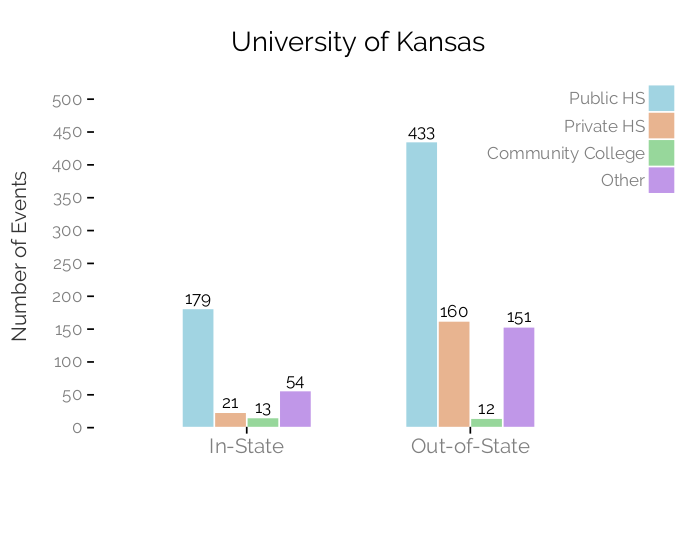 University of Kansas
Number of Events
500
450
400
350
300
250
200
150
100
50
0
Public HS
Private HS
Community College
Other
179
21
13
54
433
160
12
151
In-State
Out-of-State